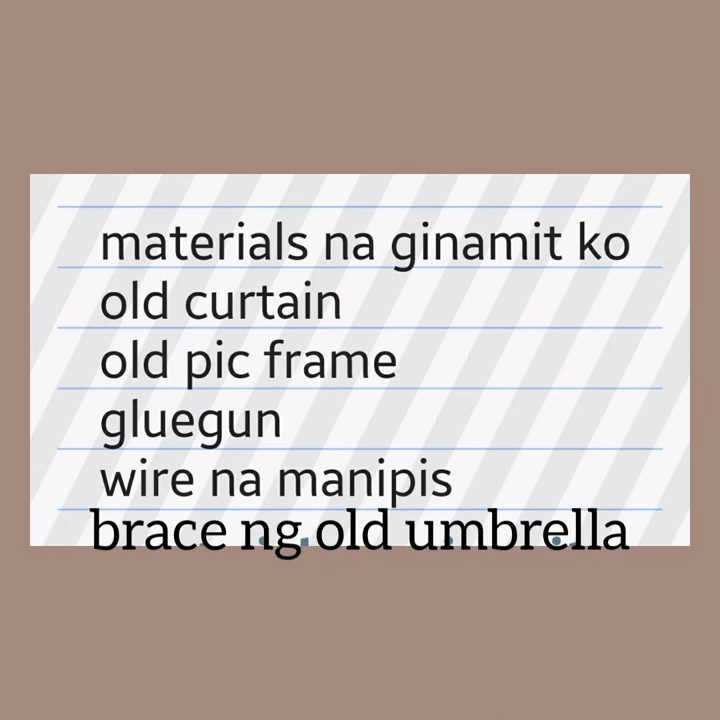 materials na ginamit ko
old curtain
old pic frame
gluegun
wire na manipis
brace ng old umbrella